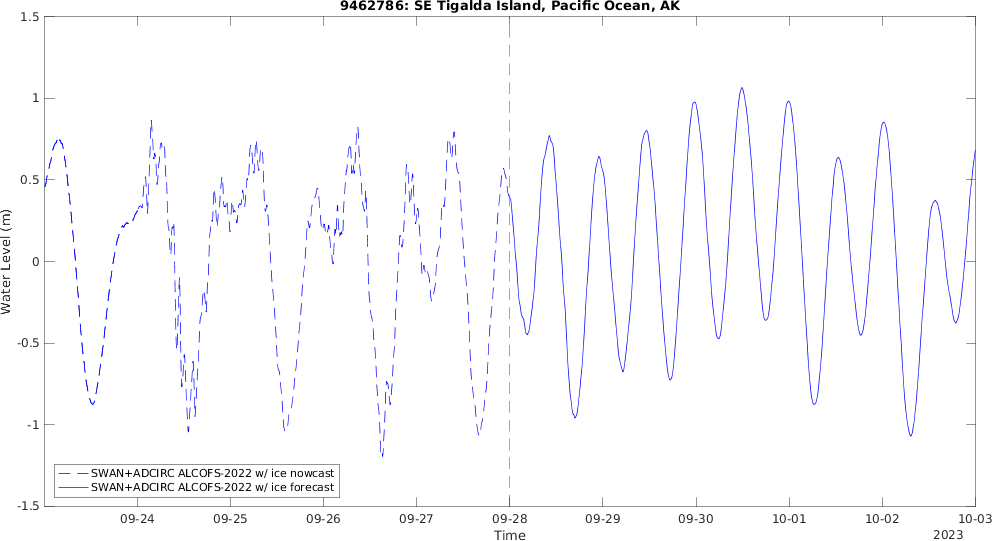 9462786: SE Tigalda Island, Pacific Ocean, AK
1.5
1
0.5
0
-0.5
-1
-1.5
Water Level (m)
SWAN+ADCIRC ALCOFS-2022 w/ ice nowcast
SWAN+ADCIRC ALCOFS-2022 w/ ice forecast
09-24 09-25 09-26 09-27 09-28 09-29 09-30 10-01 10-02 10-03
Time
2023